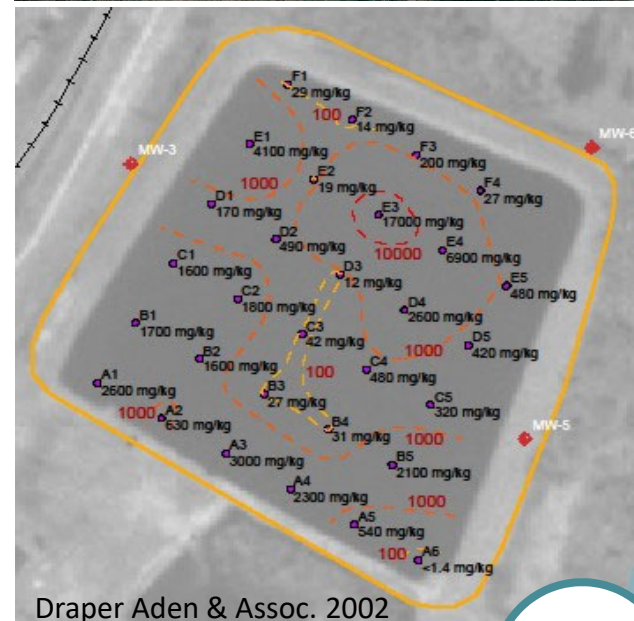 F1
29 mg/kg
100
F2
14 mg/kg
E1
4100 mg/kg
MW-6
MW-3
F3
200 mg/kg
1000
E2
19 mg/kg
F4
27 mg/kg
D1
170 mg/kg
E3
17000 mg/kg
D2
490 mg/kg
10000
E4
6900 mg/kg
C1
1600 mg/kg
D3
12 mg/kg
E5
480 mg/kg
C2
1800 mg/kg
D4
2600 mg/kg
B1
1700 mg/kg
C3
42 mg/kg
D5
420 mg/kg
1000
B2
1600 mg/kg
C4
480 mg/kg
100
A1
2600 mg/kg
B3
27 mg/kg
C5
320 mg/kg
1000
A2
630 mg/kg
B4
31 mg/kg
1000
MW-5
A3
3000 mg/kg
B5
2100 mg/kg
A4
2300 mg/kg
1000
A5
540 mg/kg
100
A6
<1.4 mg/kg
Draper Aden & Assoc. 2002